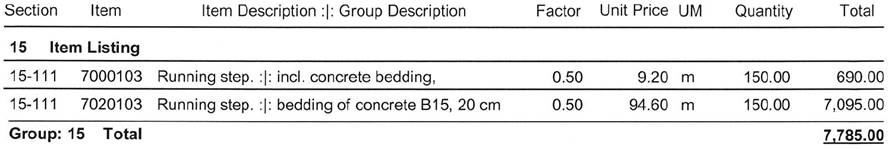 Section Item Item Description :|: Group Description Factor Unit Price UM Quantity Total
15 Item Listing
15-111 7000103 Running step. :|: incl. concrete bedding, 0.50 9.20 m 150.00 690.00
15-111 7020103 Running step. :|: bedding of concrete B15, 20 cm 0.50 94.60 m 150.00 7,095.00
Group: 15 Total 7,785.00